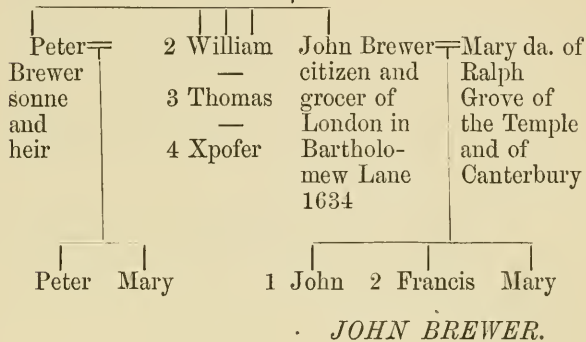 Peter
Brewer
sonne
and
heir
2 William
—
3 Thomas
—
4 Xpofer
John Brewer
citizen and
grocer of
London in
Bartholo-
mew Lane
1634
Mary da. of
Ralph
Grove of
the Temple
and of
Canterbury
Peter Mary
1 John 2 Francis Mary
JOHN BREWER.